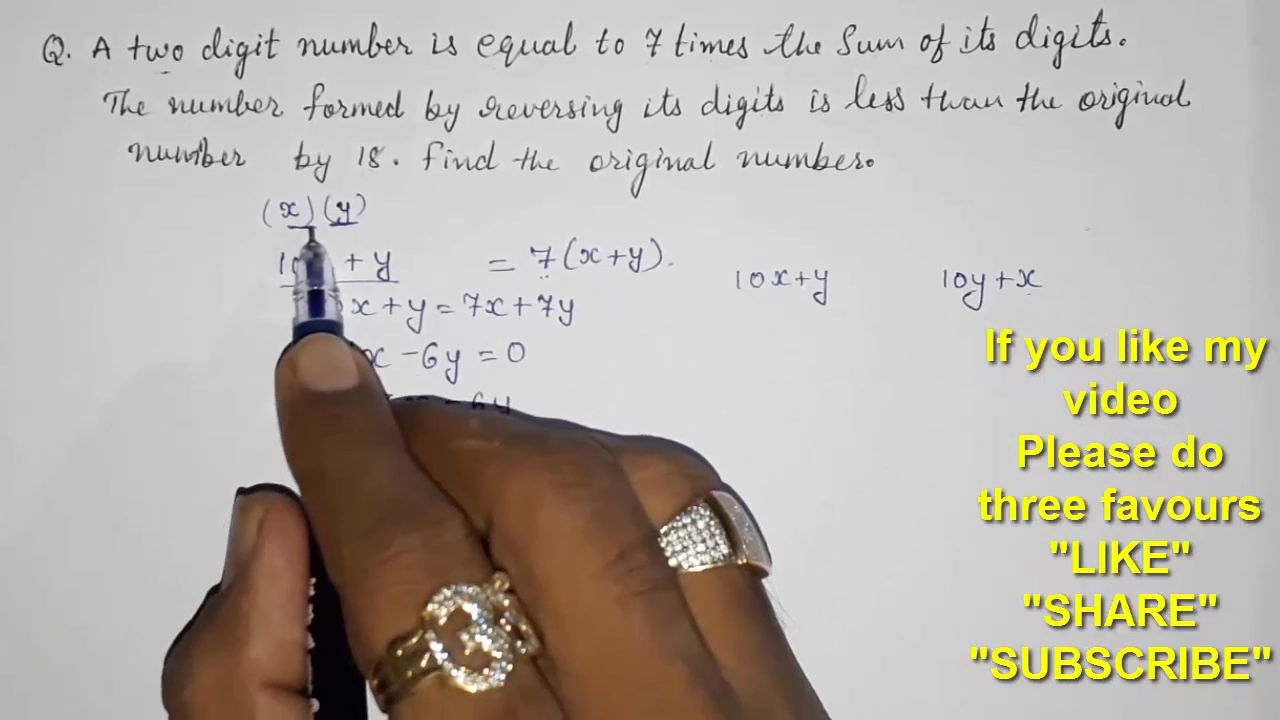 Q. A two digit number is equal to 7 times the Sum of its digits.
The number formed by reversing its digits is less than the original
number by 18. Find the original number.
(x)(y)
10 + y = 7(x+y).
10x+y 10y+x
x+y = 7x+7y
x -6y = 0
6y
If you like my
video
Please do
three favours
"LIKE"
"SHARE"
"SUBSCRIBE"